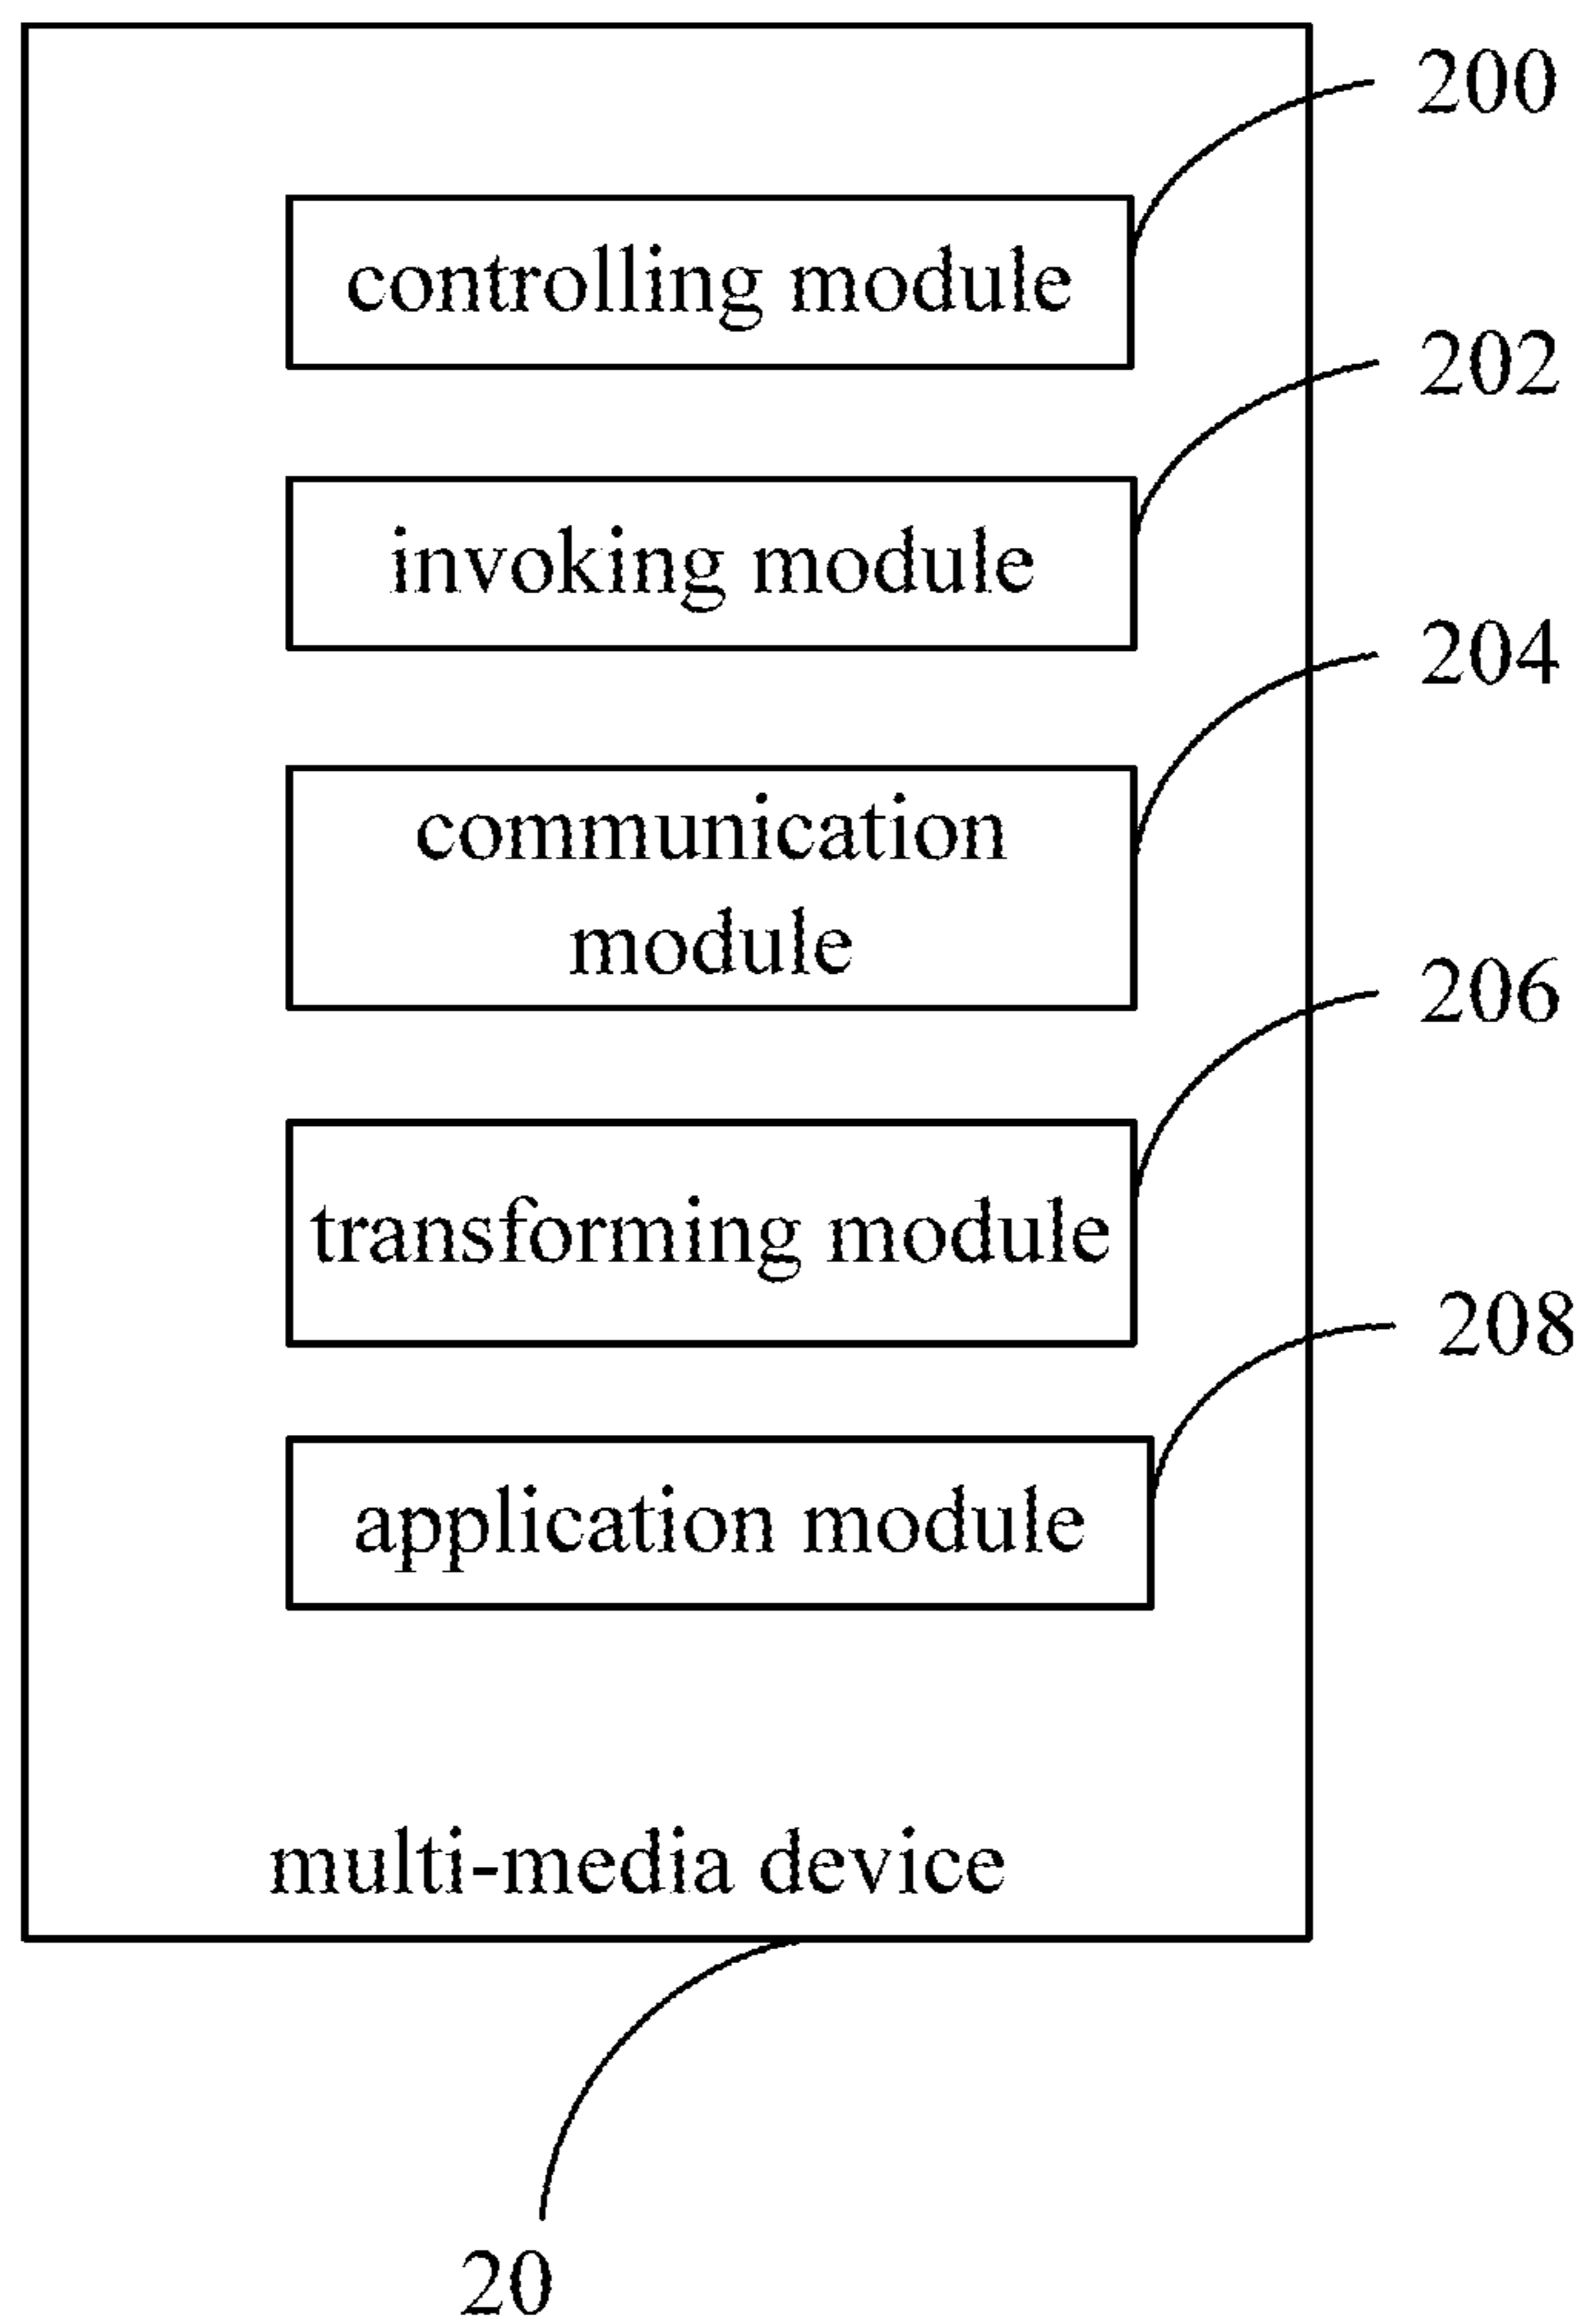 200
controlling module
202
invoking module
204
communication
module
206
transforming module
208
application module
multi-media device
20